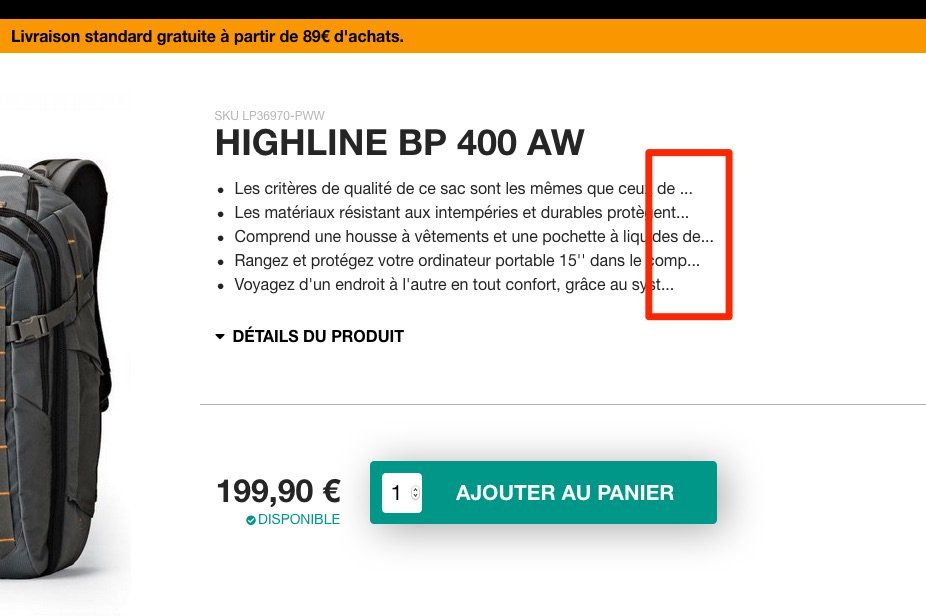 Livraison standard gratuite à partir de 89€ d'achats.
SKU LP36970-PWW
HIGHLINE BP 400 AW
Les critères de qualité de ce sac sont les mêmes que ceux de ...
Les matériaux résistant aux intempéries et durables protègent...
Comprend une housse à vêtements et une pochette à liquides de...
Rangez et protégez votre ordinateur portable 15'' dans le comp...
Voyagez d'un endroit à l'autre en tout confort, grâce au syst...
DÉTAILS DU PRODUIT
199,90 €
1 AJOUTER AU PANIER
DISPONIBLE